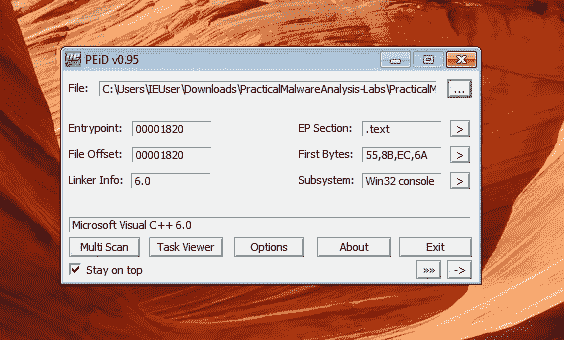 PEiD v0.95
File: C:\Users\IEUser\Downloads\PracticalMalwareAnalysis-Labs\PracticalM ...
Entrypoint: 00001820 EP Section: .text >
File Offset: 00001820 First Bytes: 55,8B,EC,6A >
Linker Info: 6.0 Subsystem: Win32 console >
Microsoft Visual C++ 6.0
Multi Scan Task Viewer Options About Exit
Stay on top »» ->